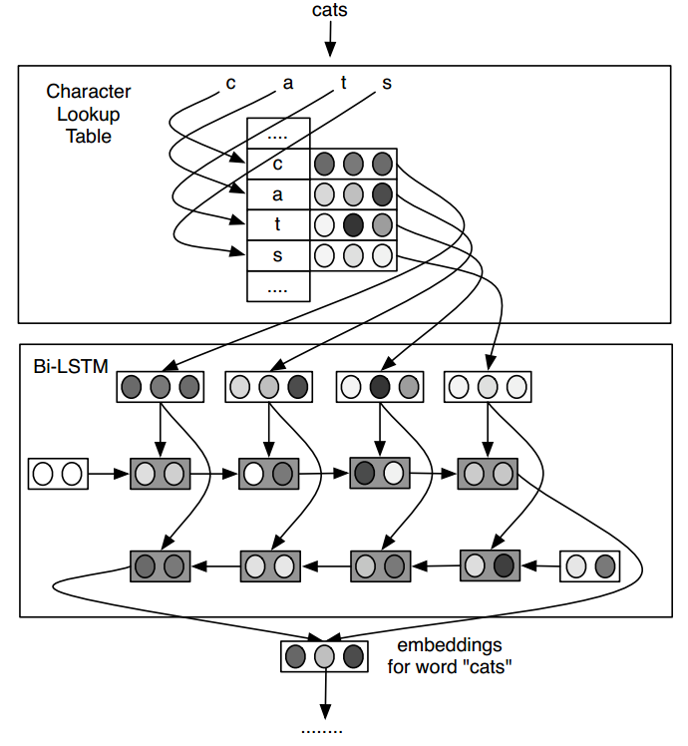 cats
Character
Lookup
Table
c a t s
....
c
a
t
s
....
Bi-LSTM
embeddings
for word "cats"
........